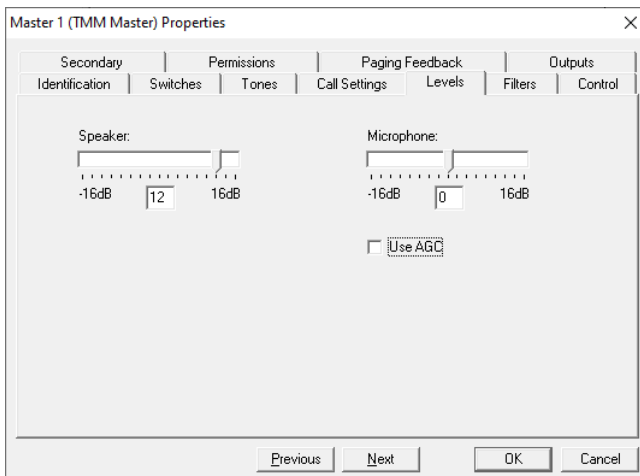 Master 1 (TMM Master) Properties
Secondary Permissions Paging Feedback Outputs
Identification Switches Tones Call Settings Levels Filters Control
Speaker: Microphone:
-16dB 12 16dB -16dB 0 16dB
Use AGC
Previous Next OK Cancel